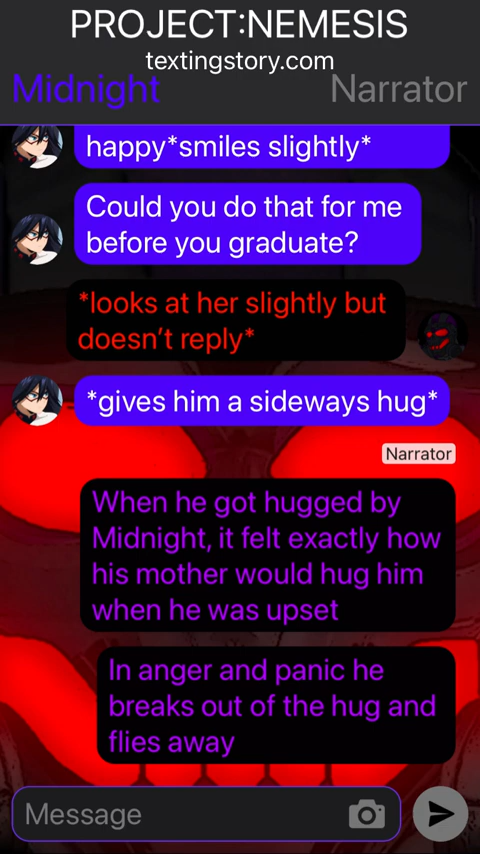 PROJECT:NEMESIS
textingstory.com
Midnight
Narrator
happy*smiles slightly*
Could you do that for me
before you graduate?
*looks at her slightly but
doesn’t reply*
*gives him a sideways hug*
Narrator
When he got hugged by
Midnight, it felt exactly how
his mother would hug him
when he was upset
In anger and panic he
breaks out of the hug and
flies away
Message